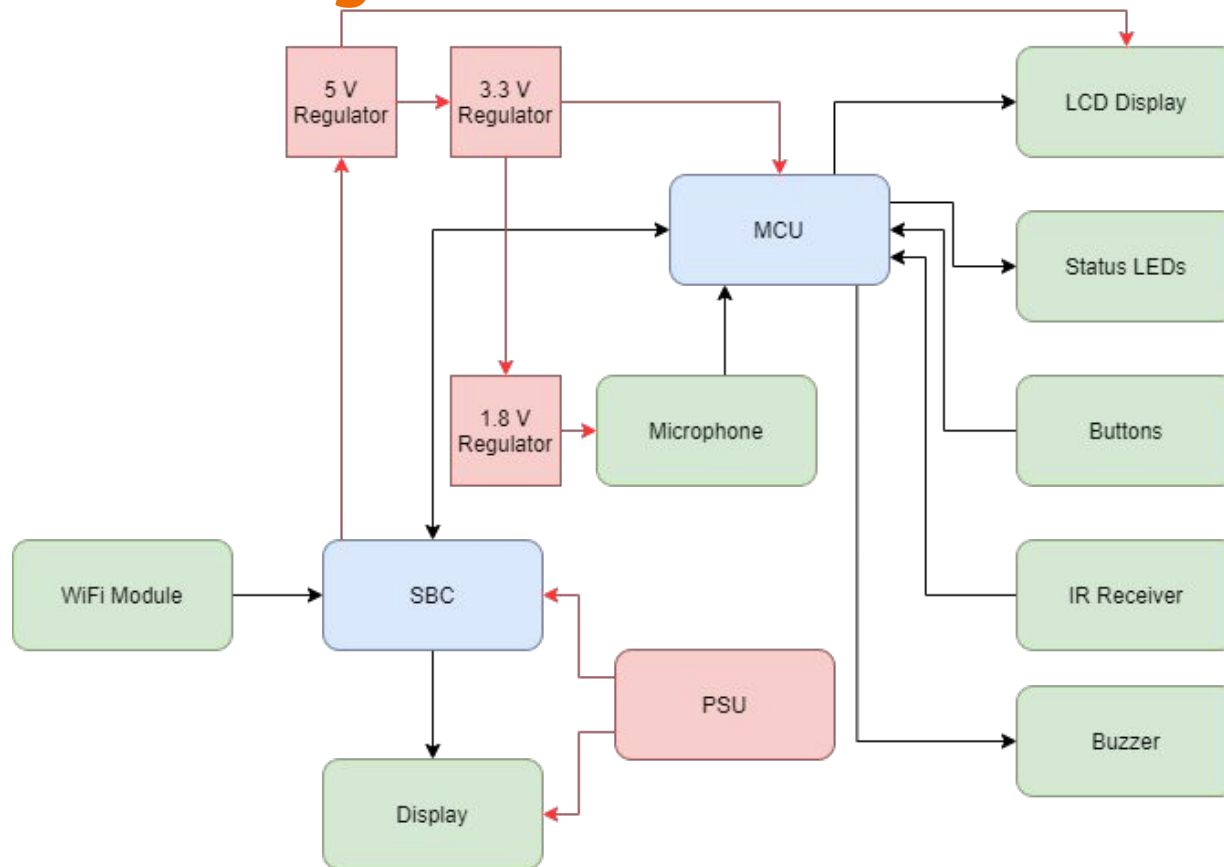 5 V
Regulator
3.3 V
Regulator
LCD Display
MCU
Status LEDs
1.8 V
Regulator
Microphone
Buttons
WiFi Module
SBC
IR Receiver
PSU
Buzzer
Display